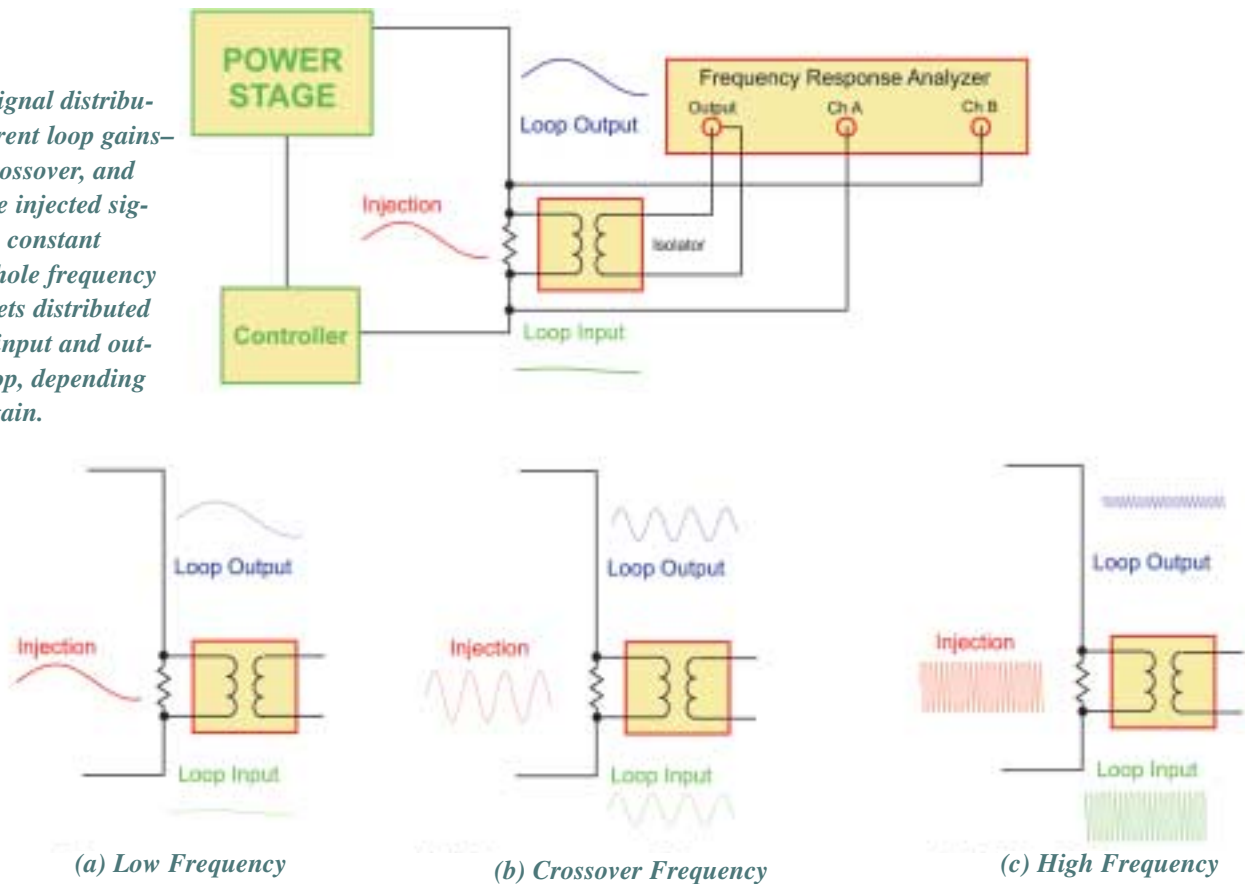 POWER
STAGE
Frequency Response Analyzer
Output
Ch A
Ch B
Loop Output
Injection
Isolator
Controller
Loop Input
ignal distribu-
rent loop gains–
ossover, and
e injected sig-
constant
hole frequency
ets distributed
input and out-
op, depending
ain.
Loop Output
Injection
Loop Input
(a) Low Frequency
Loop Output
Injection
Loop Input
(b) Crossover Frequency
Loop Output
Injection
Loop Input
(c) High Frequency